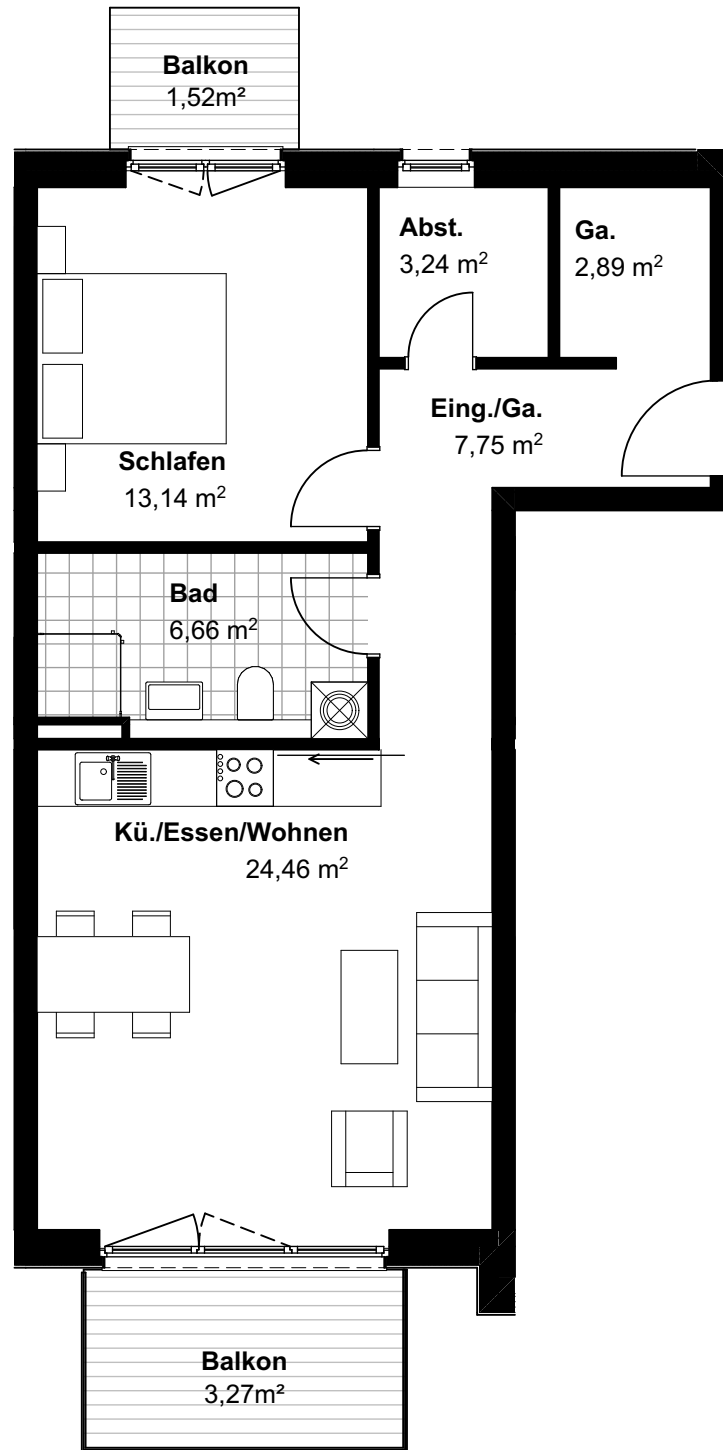 Balkon
1,52m²
Abst.
3,24 m²
Ga.
2,89 m²
Eing./Ga.
7,75 m²
Schlafen
13,14 m²
Bad
6,66 m²
Kü./Essen/Wohnen
24,46 m²
Balkon
3,27m²